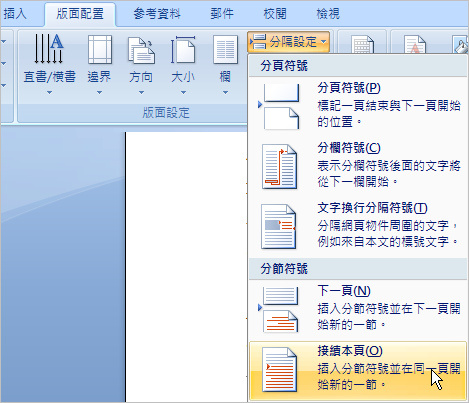 插入 版面配置 參考資料 郵件 校閱 檢視
分隔設定
直書/橫書 邊界 方向 大小 欄
版面設定
分頁符號
分頁符號(P)
標記一頁結束與下一頁開始
的位置。
分欄符號(C)
表示分欄符號後面的文字將
從下一欄開始。
文字換行分隔符號(T)
分隔網頁物件周圍的文字，
例如來自本文的標號文字。
分節符號
下一頁(N)
插入分節符號並在下一頁開
始新的一節。
接續本頁(O)
插入分節符號並在同一頁開
始新的一節。